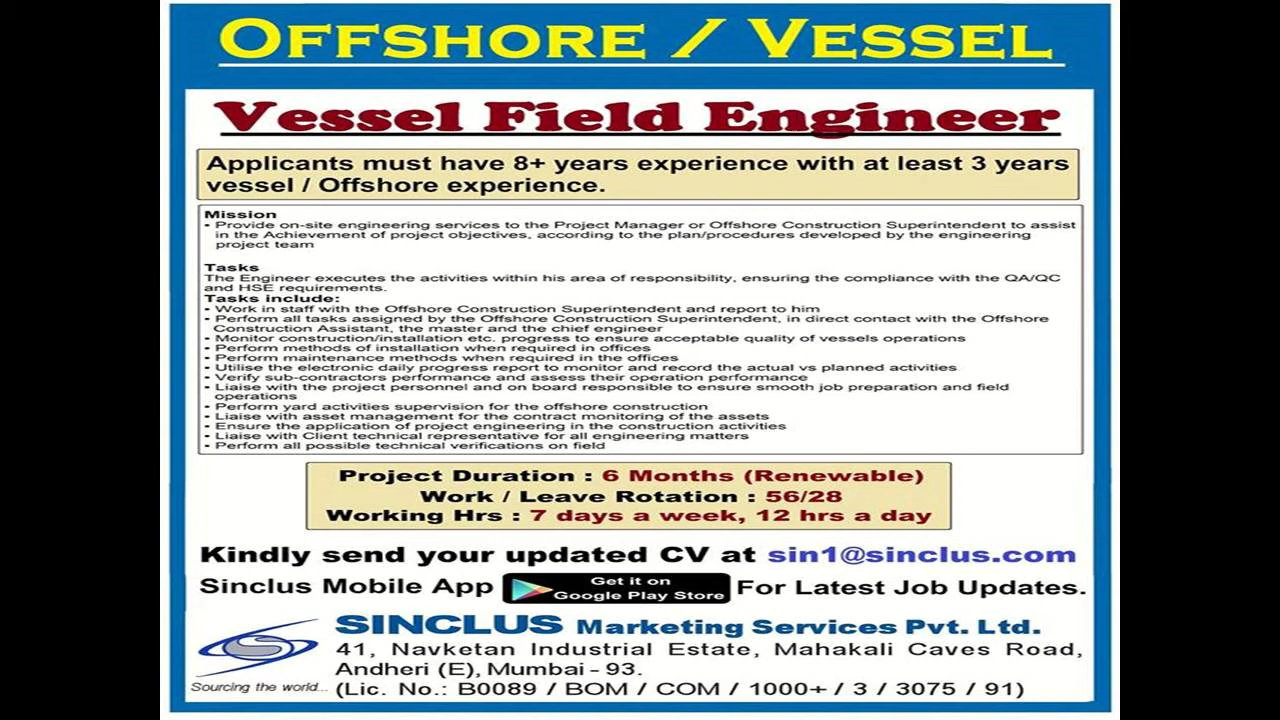 OFFSHORE / VESSEL
Vessel Field Engineer
Applicants must have 8+ years experience with at least 3 years
vessel / Offshore experience.
Mission
• Provide on-site engineering services to the Project Manager or Offshore Construction Superintendent to assist
in the Achievement of project objectives, according to the plan/procedures developed by the engineering
project team
Tasks
The Engineer executes the activities within his area of responsibility, ensuring the compliance with the QA/QC
and HSE requirements.
Tasks include:
• Work in staff with the Offshore Construction Superintendent and report to him
• Perform all tasks assigned by the Offshore Construction Superintendent, in direct contact with the Offshore
Construction Assistant, the master and the chief engineer
• Monitor construction/installation etc. progress to ensure acceptable quality of vessels operations
• Perform methods of installation when required in offices
• Perform maintenance methods when required in the offices
• Utilise the electronic daily progress report to monitor and record the actual vs planned activities
• Verify sub-contractors performance and assess their operation performance
• Liaise with the project personnel and on board responsible to ensure smooth job preparation and field
operations
• Perform yard activities supervision for the offshore construction
• Liaise with asset management for the contract monitoring of the assets
• Ensure the application of project engineering in the construction activities
• Liaise with Client technical representative for all engineering matters
• Perform all possible technical verifications on field
Project Duration : 6 Months (Renewable)
Work / Leave Rotation : 56/28
Working Hrs : 7 days a week, 12 hrs a day
Kindly send your updated CV at sin1@sinclus.com
Sinclus Mobile App Get it on Google Play Store For Latest Job Updates.
SINCLUS Marketing Services Pvt. Ltd.
41, Navketan Industrial Estate, Mahakali Caves Road,
Andheri (E), Mumbai - 93.
Sourcing the world... (Lic. No.: B0089 / BOM / COM / 1000+ / 3 / 3075 / 91)